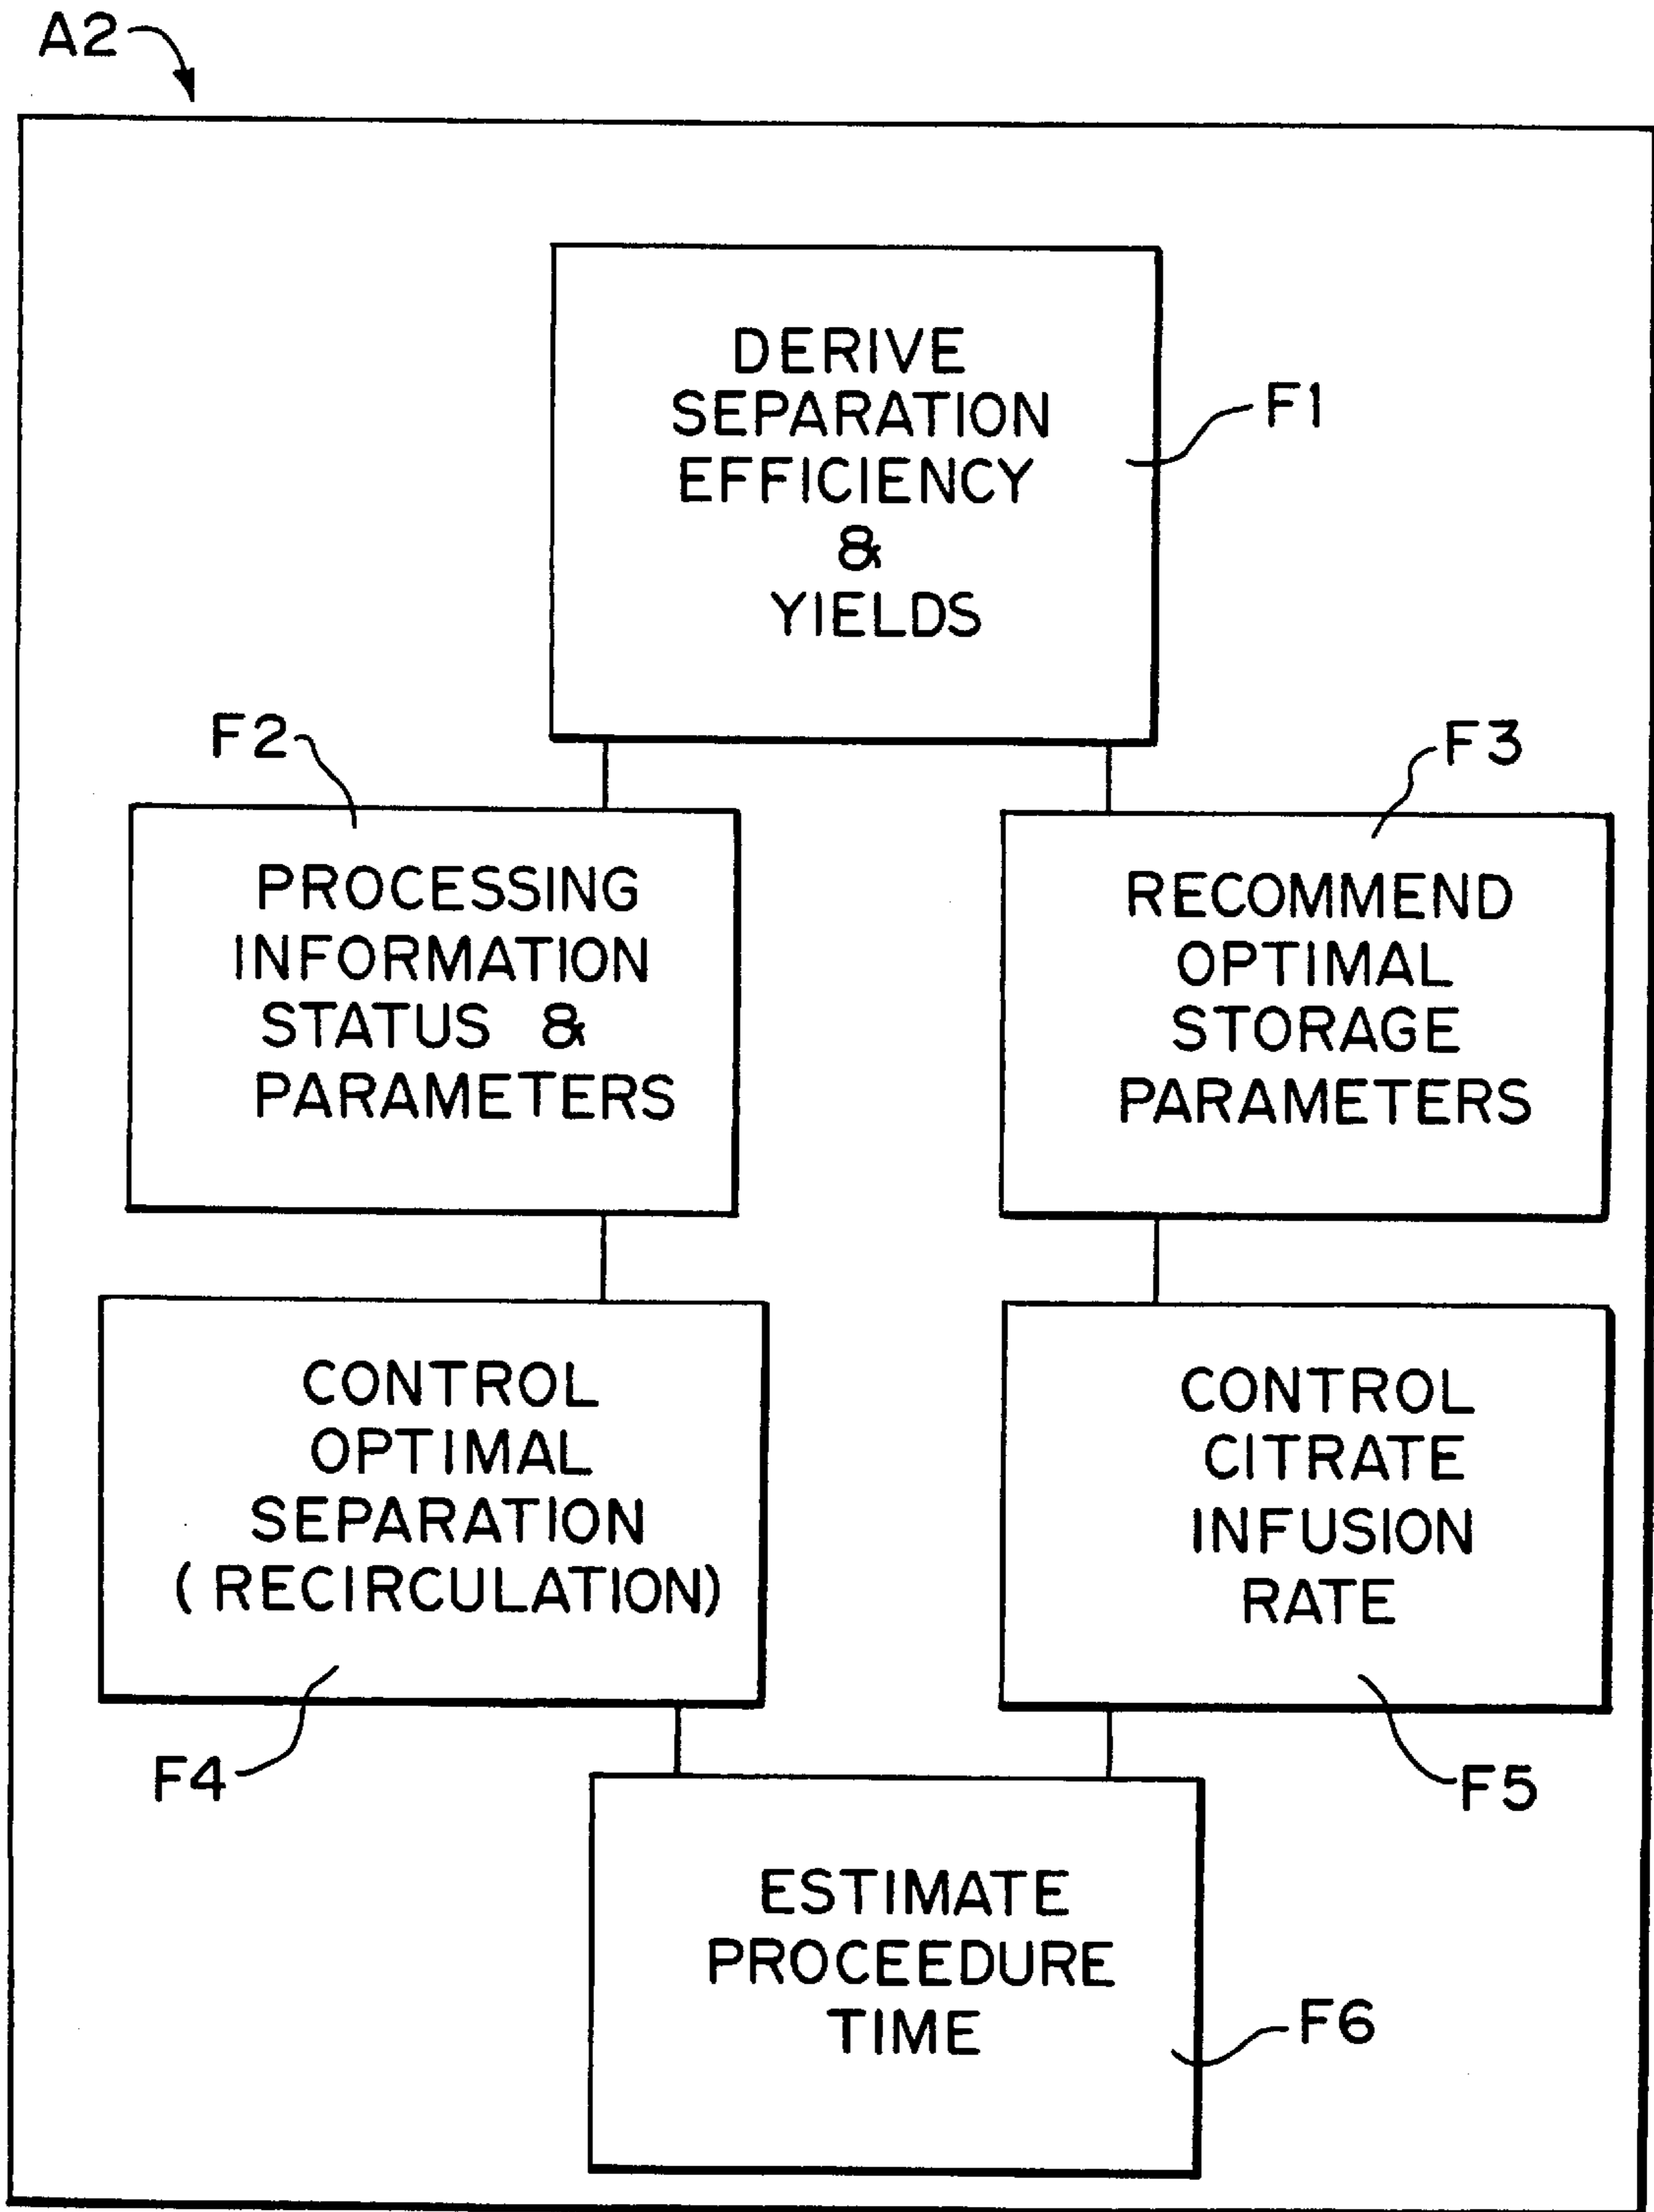 A2
DERIVE
SEPARATION
EFFICIENCY
&
YIELDS
F1
F2
PROCESSING
INFORMATION
STATUS &
PARAMETERS
F3
RECOMMEND
OPTIMAL
STORAGE
PARAMETERS
CONTROL
OPTIMAL
SEPARATION
( RECIRCULATION)
F4
CONTROL
CITRATE
INFUSION
RATE
F5
ESTIMATE
PROCEEDURE
TIME
F6